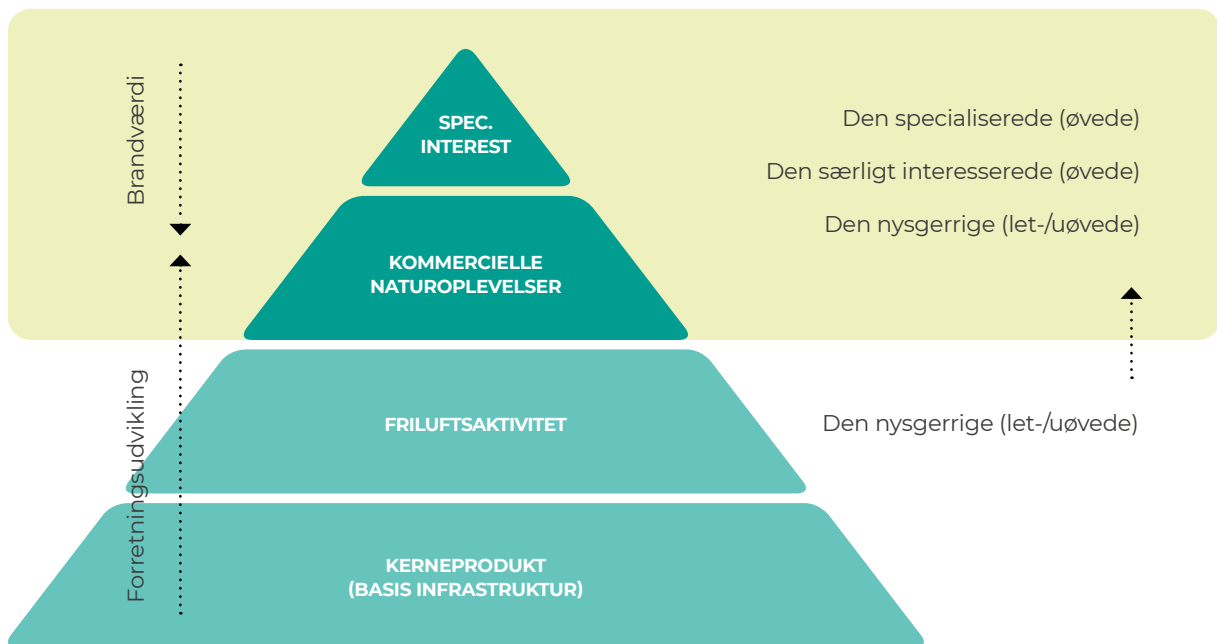 Brandværdi
SPEC.
INTEREST
Den specialiserede (øvede)
Den særligt interesserede (øvede)
Den nysgerrige (let-/uøvede)
KOMMERCIELLE
NATUROPLEVELSER
Forretningsudvikling
FRILUFTSAKTIVITET
Den nysgerrige (let-/uøvede)
KERNEPRODUKT
(BASIS INFRASTRUKTUR)